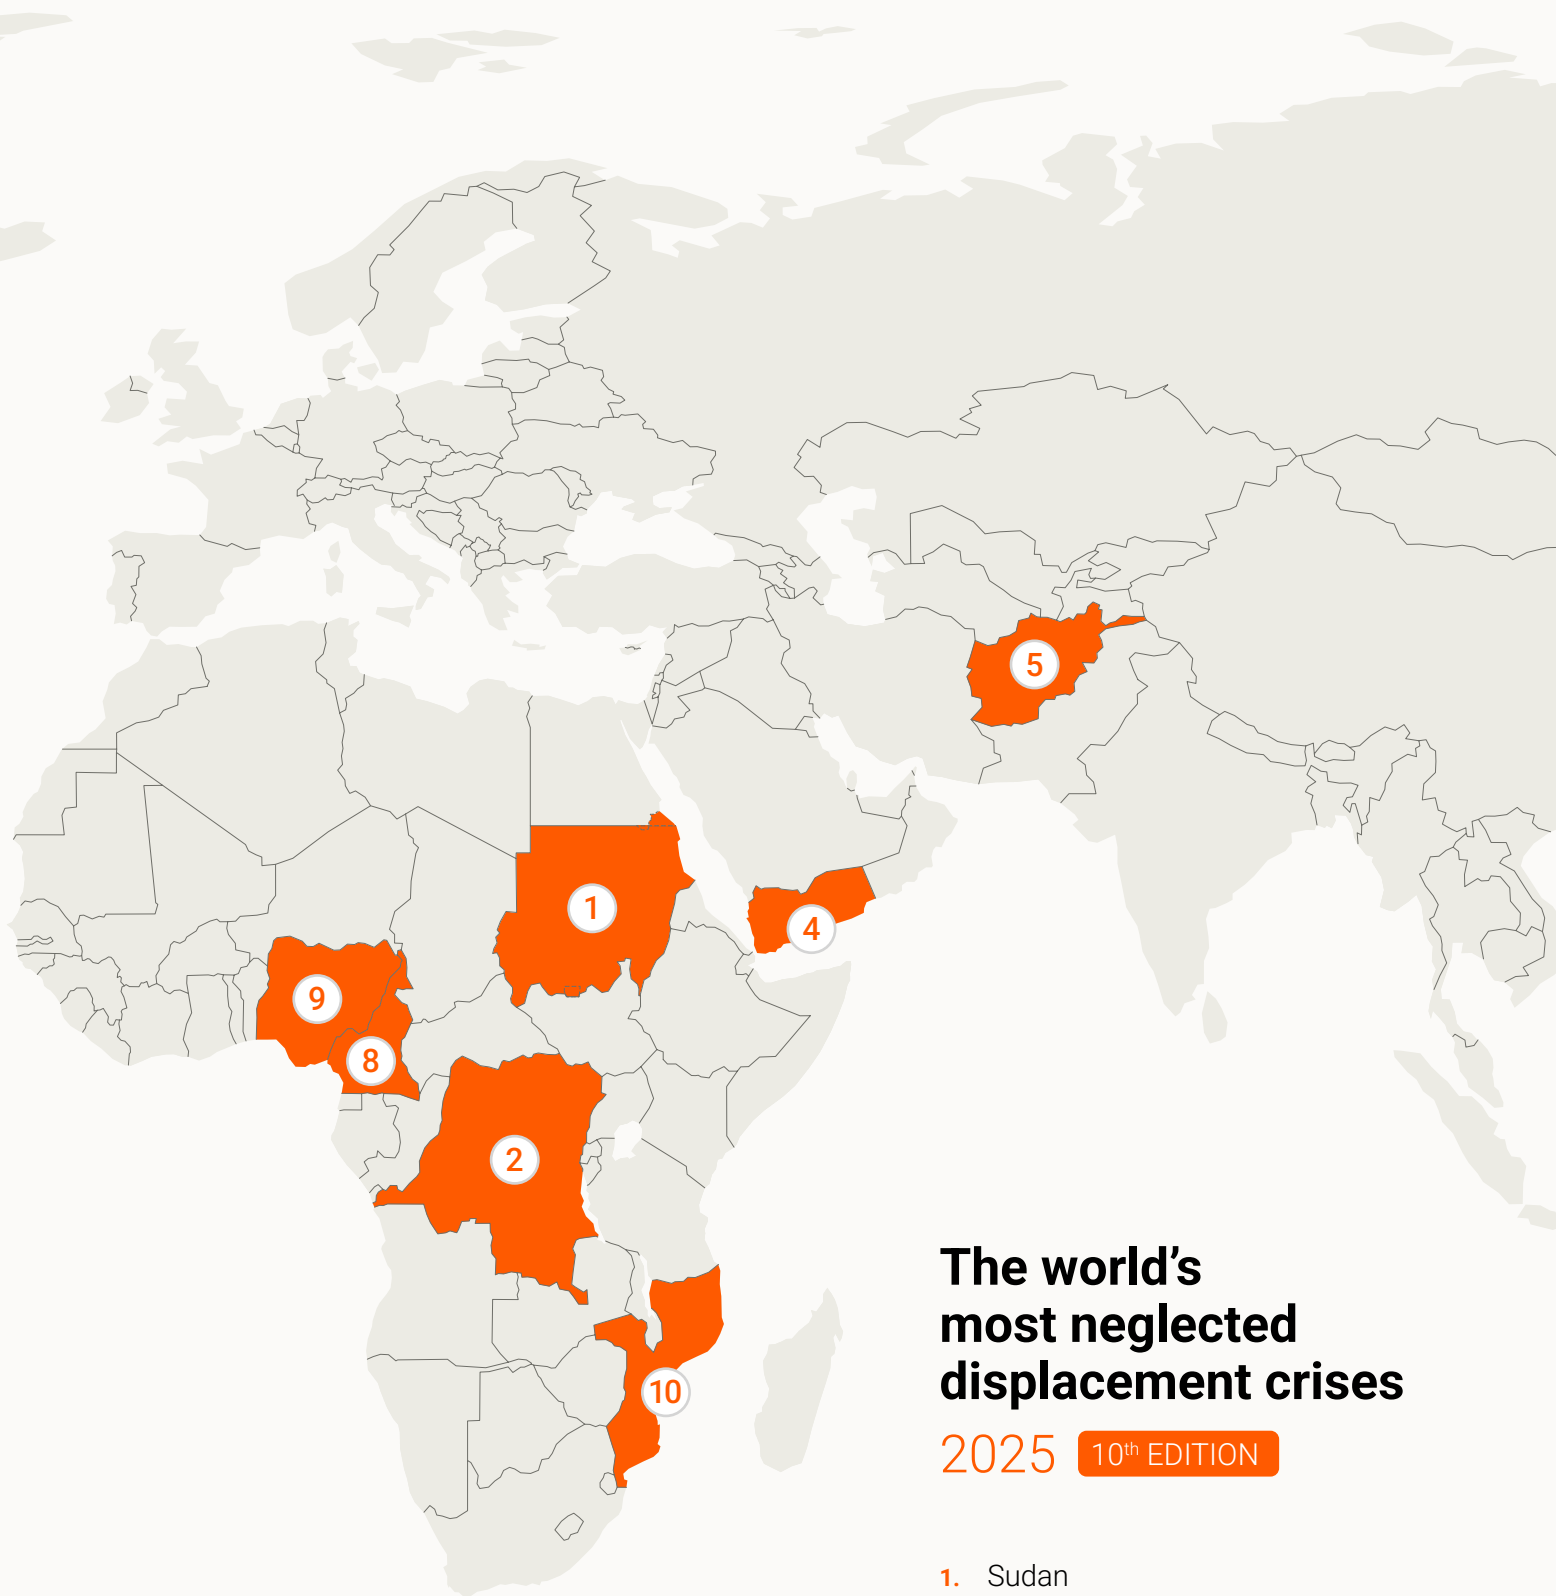 5
1
4
9
8
2
10
The world's
most neglected
displacement crises
2025 10th EDITION
1. Sudan